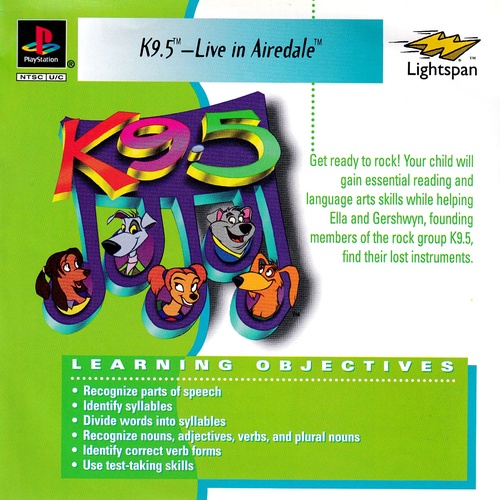 PlayStation
®
NTSC U/C
K9.5™—Live in Airedale™
™
Lightspan
K9.5
™
Get ready to rock! Your child will
gain essential reading and
language arts skills while helping
Ella and Gershwyn, founding
members of the rock group K9.5,
find their lost instruments.
LEARNING OBJECTIVES
• Recognize parts of speech
• Identify syllables
• Divide words into syllables
• Recognize nouns, adjectives, verbs, and plural nouns
• Identify correct verb forms
• Use test-taking skills